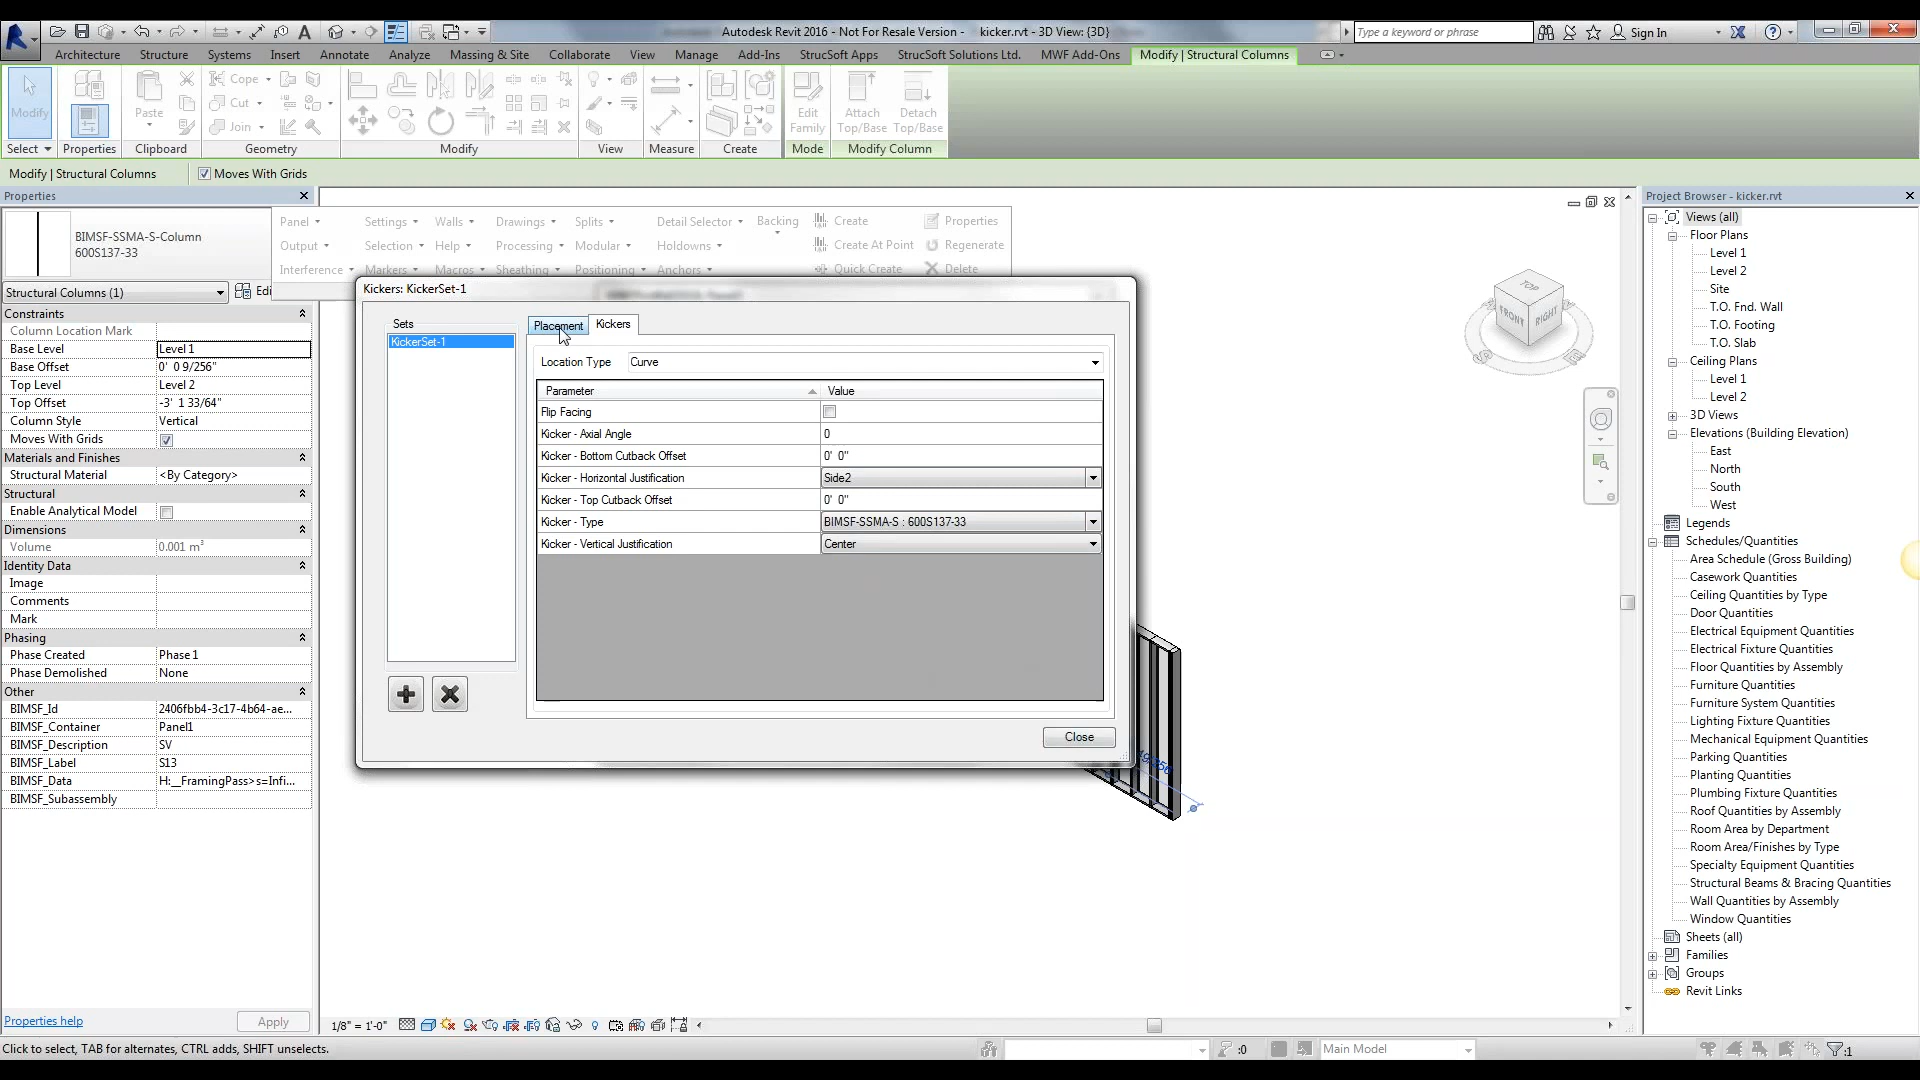 Autodesk Revit 2016 - Not For Resale Version - kicker.rvt - 3D View: {3D}
Type a keyword or phrase
Sign In
Architecture Structure Systems Insert Annotate Analyze Massing & Site Collaborate View Manage Add-Ins StrucSoft Apps StrucSoft Solutions Ltd. MWF Add-Ons Modify | Structural Columns
Modify
Paste
Cope
Cut
Join
Edit Family
Attach Top/Base
Detach Top/Base
Select Properties Clipboard Geometry Modify View Measure Create Mode Modify Column
Modify | Structural Columns
Moves With Grids
Properties
BIMSF-SSMA-S-Column
600S137-33
Structural Columns (1)
Edi
Constraints
Column Location Mark
Base Level Level 1
Base Offset 0' 0 9/256"
Top Level Level 2
Top Offset -3' 1 33/64"
Column Style Vertical
Moves With Grids
Materials and Finishes
Structural Material <By Category>
Structural
Enable Analytical Model
Dimensions
Volume 0.001 m³
Identity Data
Image
Comments
Mark
Phasing
Phase Created Phase 1
Phase Demolished None
Other
BIMSF_Id 2406fbb4-3c17-4b64-ae...
BIMSF_Container Panel1
BIMSF_Description SV
BIMSF_Label S13
BIMSF_Data H:__FramingPass>s=Infi...
BIMSF_Subassembly
Properties help
Apply
Panel Settings Walls Drawings Splits Detail Selector Backing Create Properties
Output Selection Help Processing Modular Holdowns Create At Point Regenerate
Interference Markers Macros Sheathing Positioning Anchors Quick Create Delete
Kickers: KickerSet-1
Sets
KickerSet-1
Placement Kickers
Location Type Curve
Parameter Value
Flip Facing
Kicker - Axial Angle 0
Kicker - Bottom Cutback Offset 0' 0"
Kicker - Horizontal Justification Side2
Kicker - Top Cutback Offset 0' 0"
Kicker - Type BIMSF-SSMA-S : 600S137-33
Kicker - Vertical Justification Center
Close
TOP
FRONT
RIGHT
Project Browser - kicker.rvt
Views (all)
Floor Plans
Level 1
Level 2
Site
T.O. Fnd. Wall
T.O. Footing
T.O. Slab
Ceiling Plans
Level 1
Level 2
3D Views
Elevations (Building Elevation)
East
North
South
West
Legends
Schedules/Quantities
Area Schedule (Gross Building)
Casework Quantities
Ceiling Quantities by Type
Door Quantities
Electrical Equipment Quantities
Electrical Fixture Quantities
Floor Quantities by Assembly
Furniture Quantities
Furniture System Quantities
Lighting Fixture Quantities
Mechanical Equipment Quantities
Parking Quantities
Planting Quantities
Plumbing Fixture Quantities
Roof Quantities by Assembly
Room Area by Department
Room Area/Finishes by Type
Specialty Equipment Quantities
Structural Beams & Bracing Quantities
Wall Quantities by Assembly
Window Quantities
Sheets (all)
Families
Groups
Revit Links
1/8" = 1'-0"
Click to select, TAB for alternates, CTRL adds, SHIFT unselects.
:0
Main Model
:1